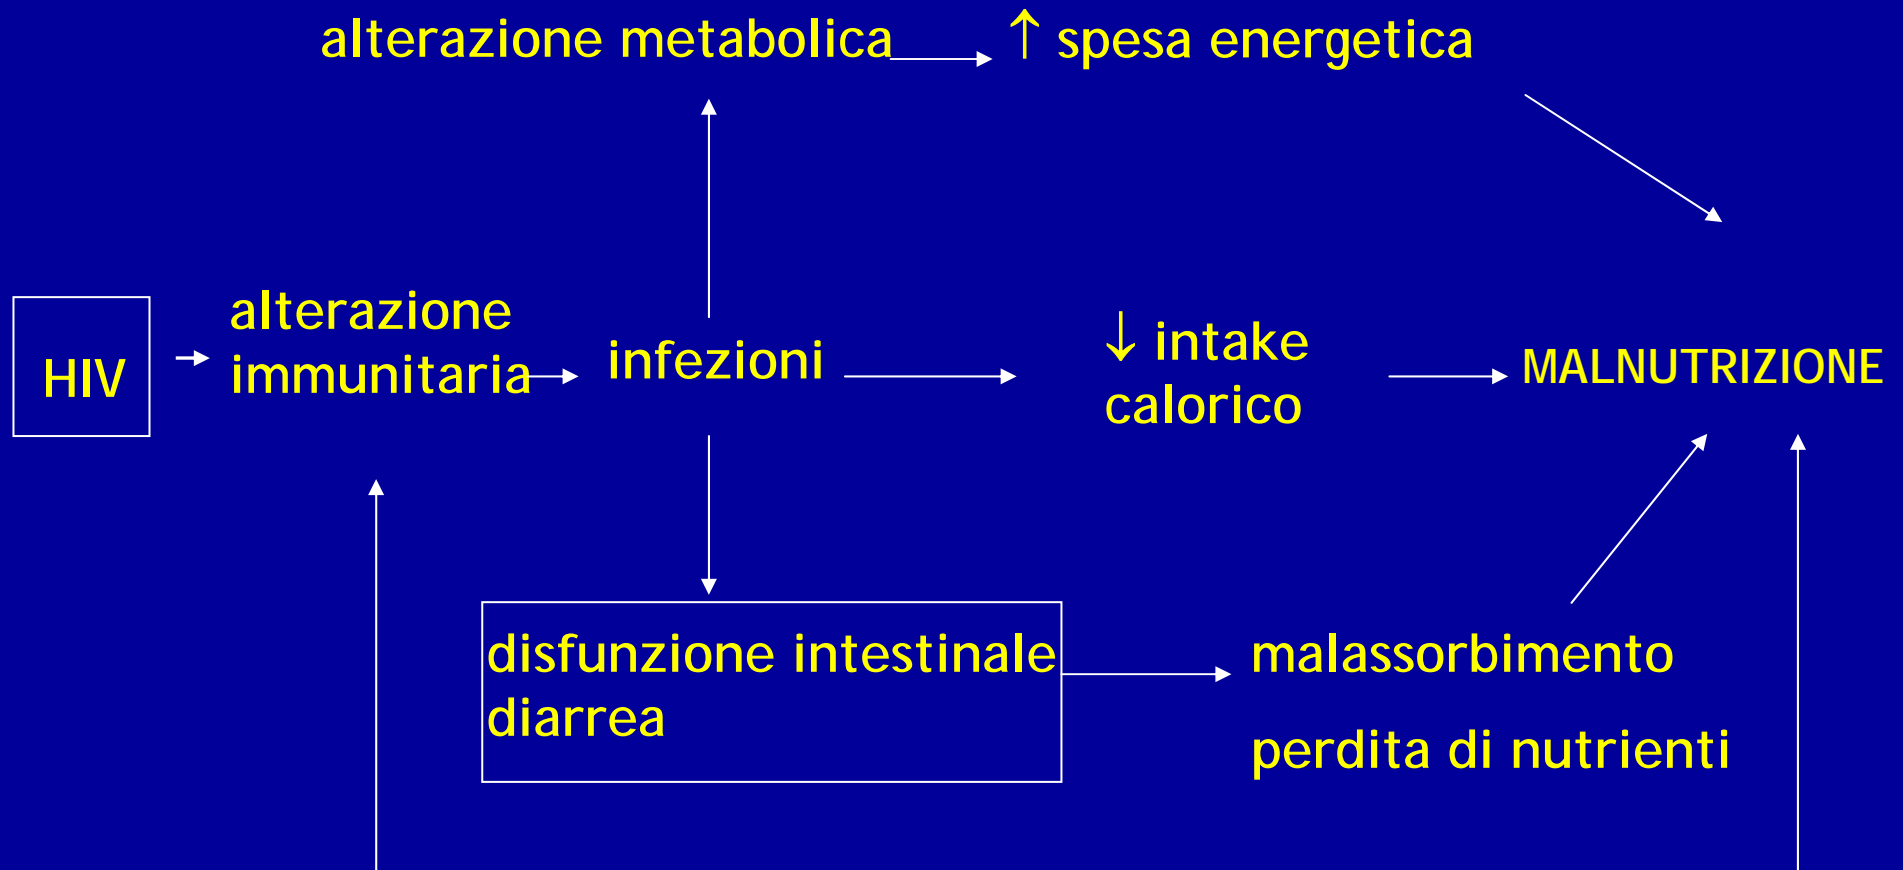 alterazione metabolica
↑ spesa energetica
HIV
alterazione
immunitaria
infezioni
↓ intake
calorico
MALNUTRIZIONE
disfunzione intestinale
diarrea
malassorbimento
perdita di nutrienti